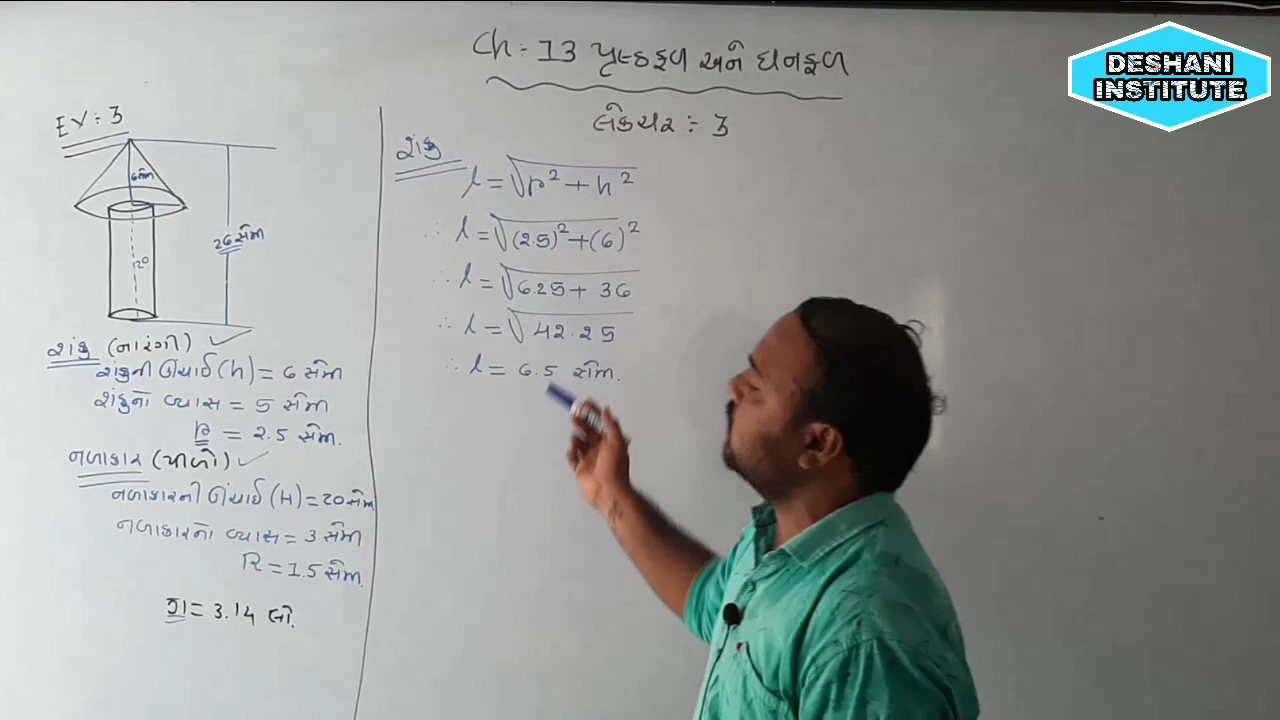 Ch : 13 પૃષ્ઠફળ અને ઘનફળ
લેક્ચર : 3
DESHANI
INSTITUTE
EX : 3
6 સેમી
26 સેમી
20
શંકુ (નારંગી) ✓
શંકુની ઊંચાઈ (h) = 6 સેમી
શંકુનો વ્યાસ = 5 સેમી
r = 2.5 સેમી.
નળાકાર (પીળો) ✓
નળાકારની ઊંચાઈ (H) = 20 સેમી
નળાકારનો વ્યાસ = 3 સેમી
R = 1.5 સેમી.
π = 3.14 લો.
શંકુ
l = √r² + h²
∴ l = √(2.5)² + (6)²
∴ l = √6.25 + 36
∴ l = √42.25
∴ l = 6.5 સેમી.